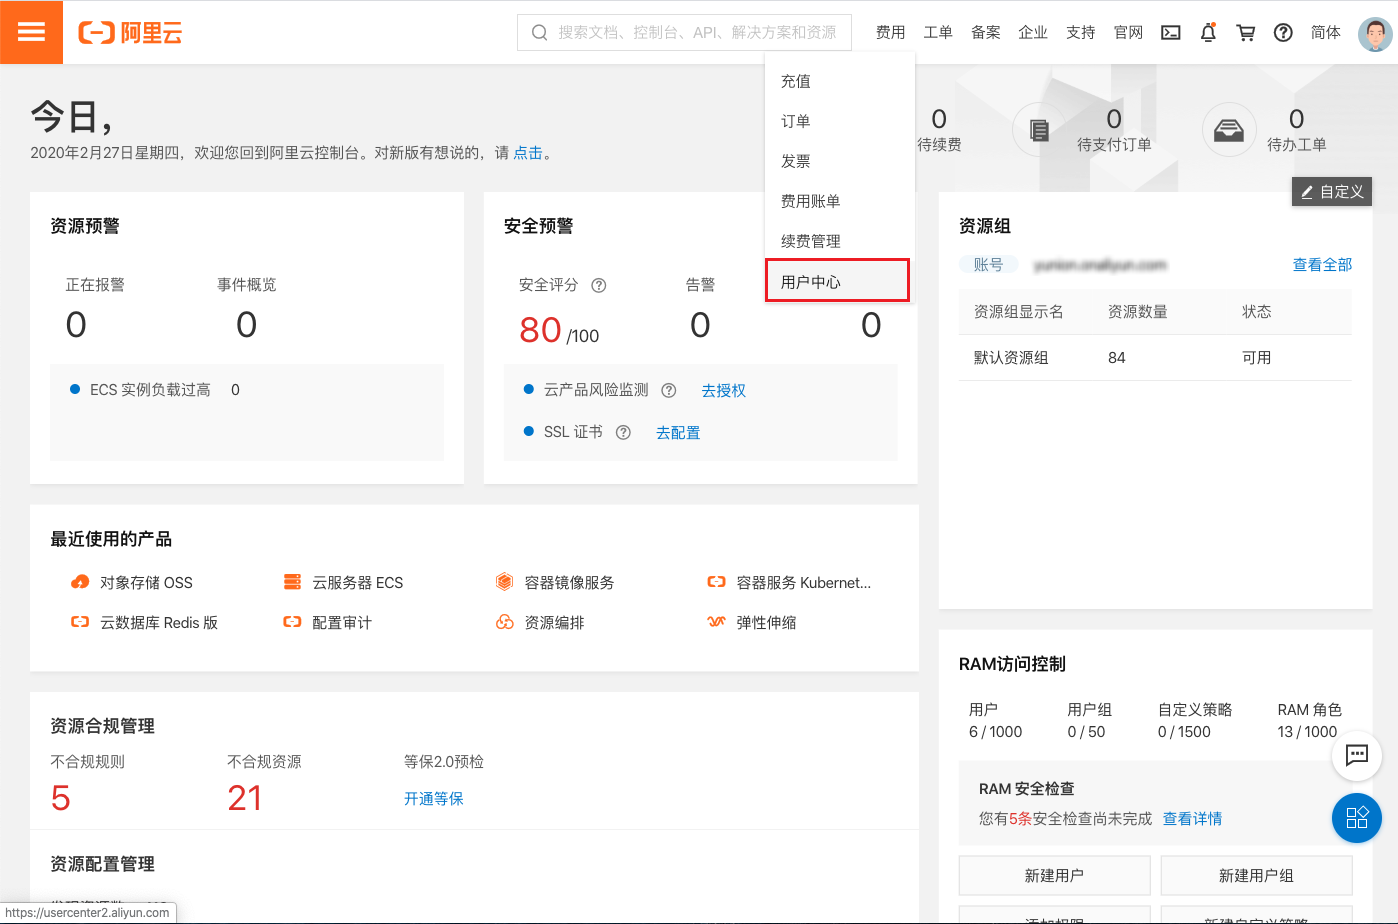 阿里云
搜索文档、控制台、API、解决方案和资源
费用 工单 备案 企业 支持 官网 简体
充值
订单
发票
费用账单
续费管理
用户中心
今日，
2020年2月27日星期四，欢迎您回到阿里云控制台。对新版有想说的，请 点击。
0
待续费
0
待支付订单
0
待办工单
自定义
资源预警
正在报警 事件概览
0 0
ECS 实例负载过高 0
安全预警
安全评分 告警
80 /100 0 0
云产品风险监测 去授权
SSL 证书 去配置
资源组
账号 查看全部
资源组显示名 资源数量 状态
默认资源组 84 可用
最近使用的产品
对象存储 OSS 云服务器 ECS 容器镜像服务 容器服务 Kubernet...
云数据库 Redis 版 配置审计 资源编排 弹性伸缩
资源合规管理
不合规规则 不合规资源 等保2.0预检
5 21 开通等保
资源配置管理
RAM访问控制
用户 用户组 自定义策略 RAM 角色
6 / 1000 0 / 50 0 / 1500 13 / 1000
RAM 安全检查
您有5条安全检查尚未完成 查看详情
新建用户 新建用户组
添加权限 新建自定义策略
https://usercenter2.aliyun.com